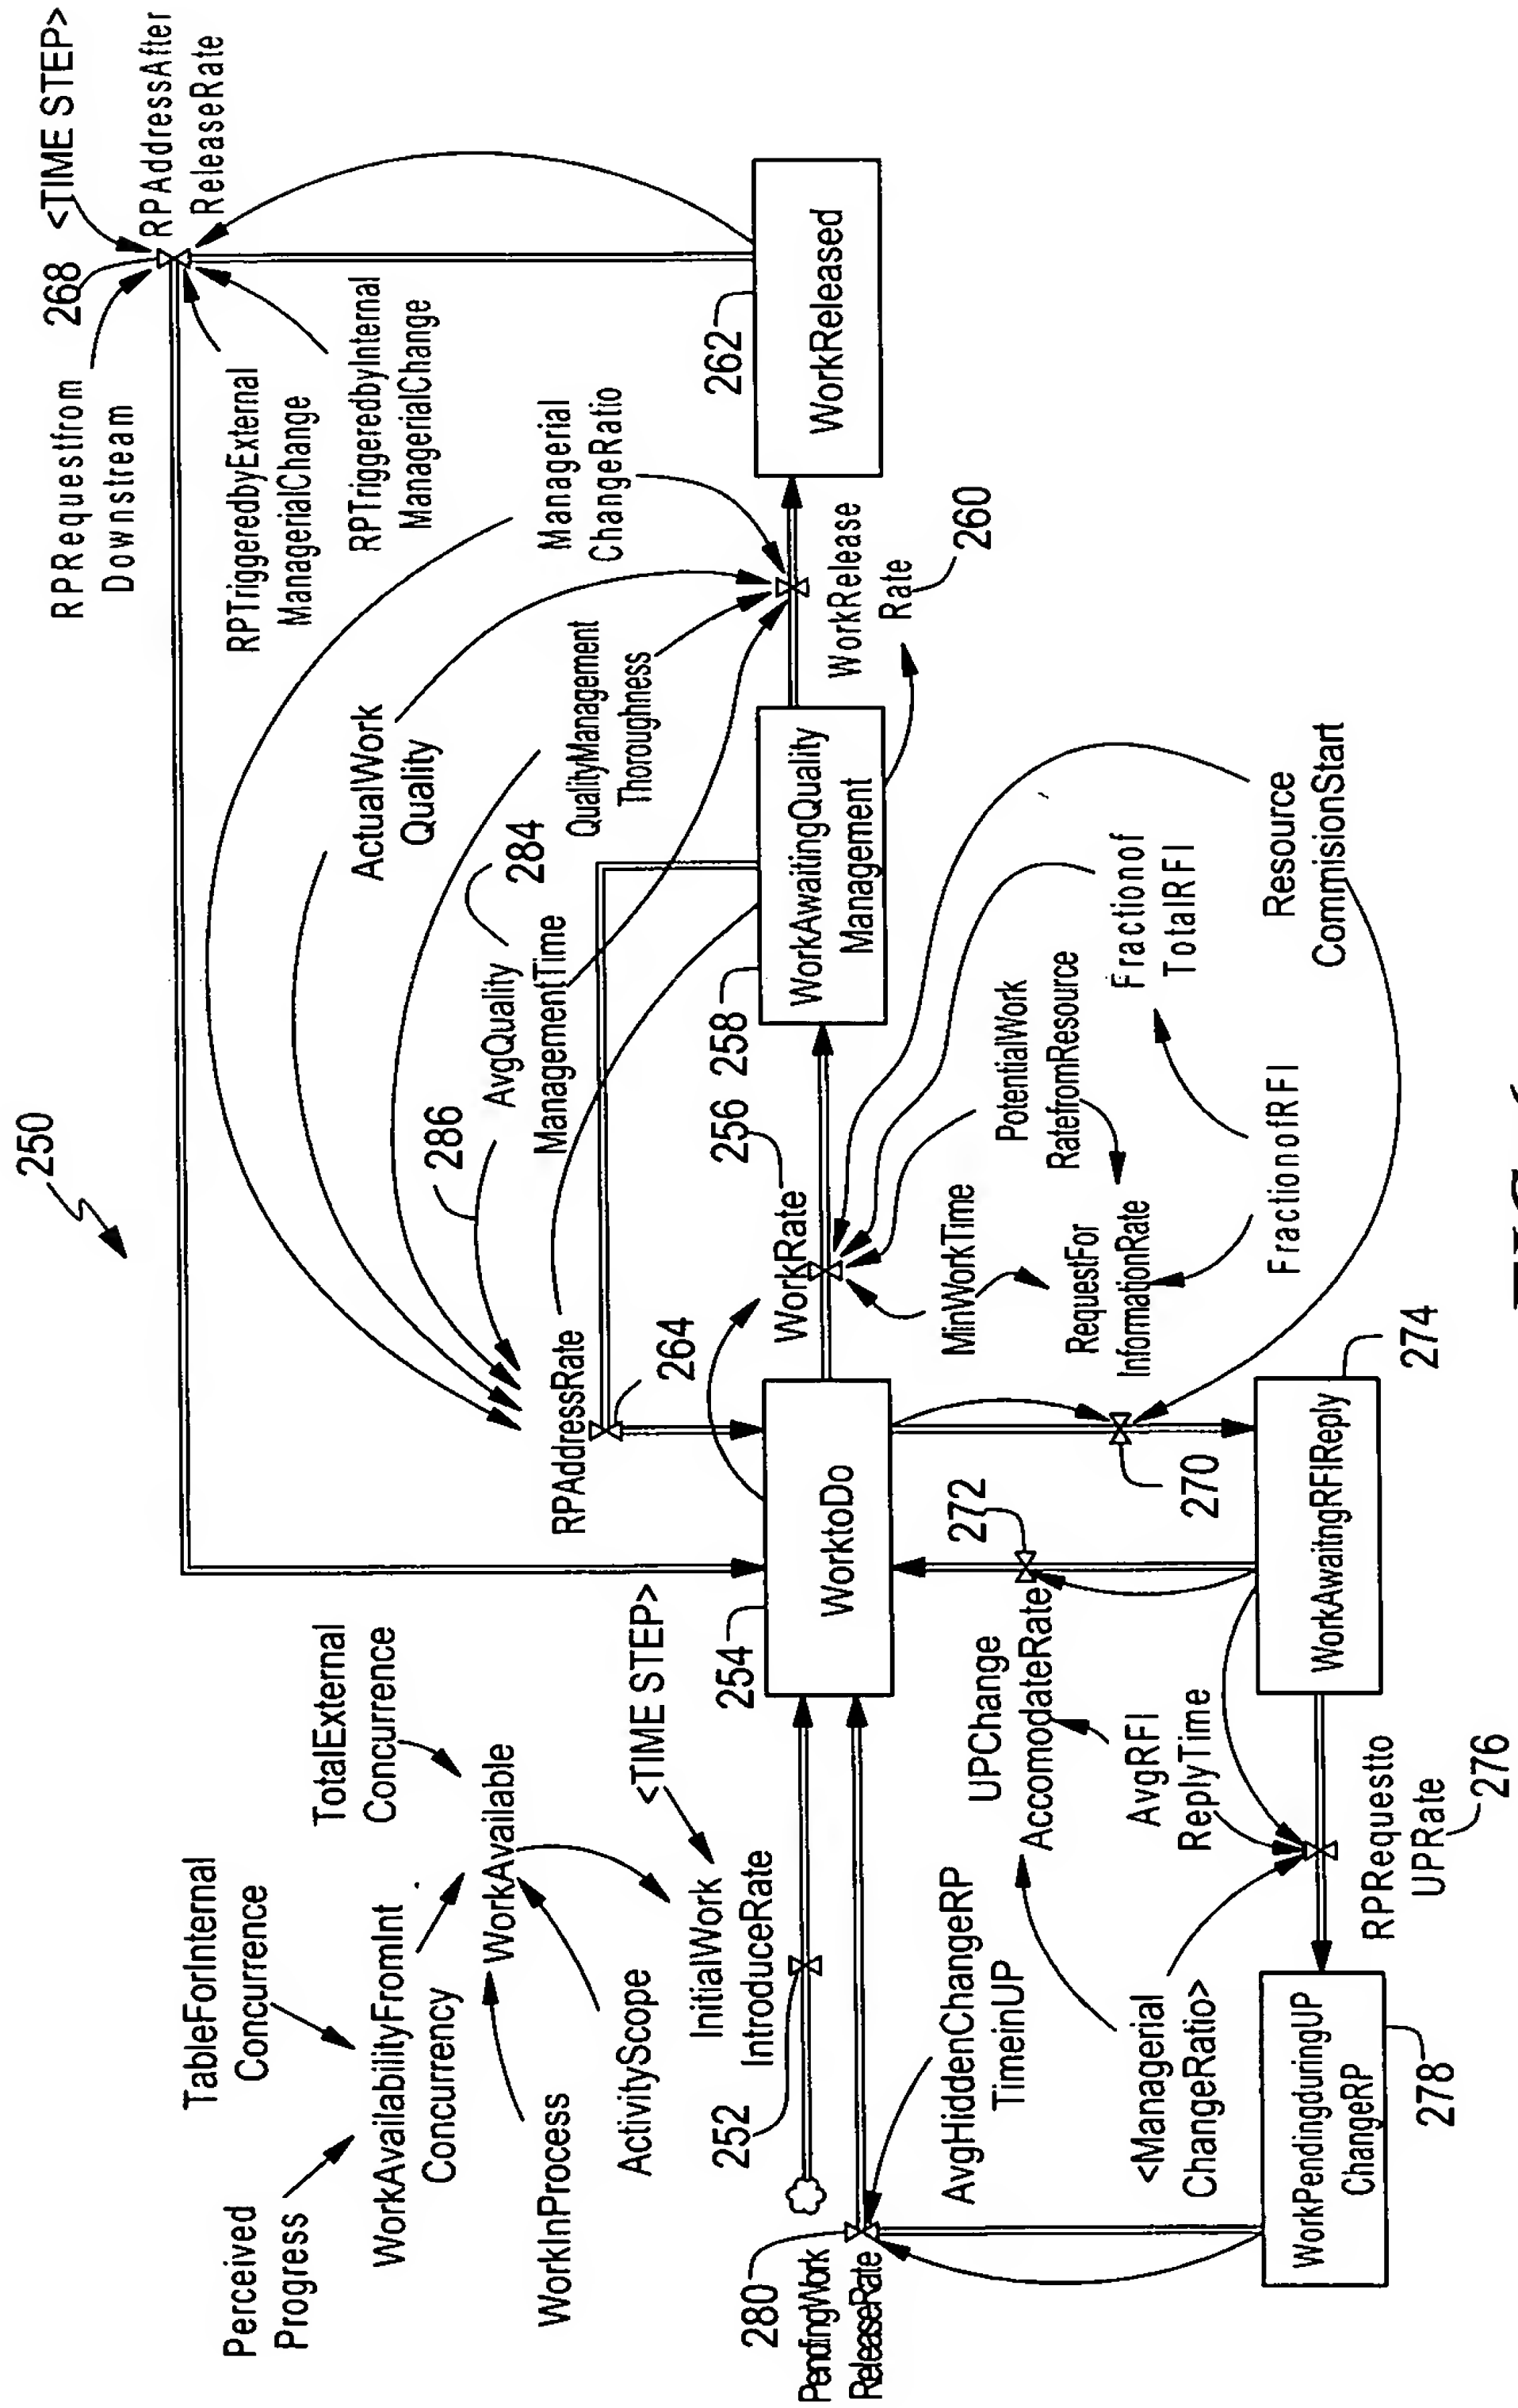 250
<TIME STEP>
268
RPAddressAfter
ReleaseRate
RPRequestfrom
Downstream
RPTriggeredbyExternal
ManagerialChange
RPTriggeredbyInternal
ManagerialChange
TableForInternal
Concurrence
TotalExternal
Concurrence
Perceived
Progress
WorkAvailabilityFromInt
Concurrency
WorkAvailable
WorkInProcess
ActivityScope
<TIME STEP>
InitialWork
IntroduceRate
ActualWork
Quality
Managerial
ChangeRatio
QualityManagement
Thoroughness
284
286
AvgQuality
ManagementTime
RPAddressRate
264
252
254
WorktoDo
WorkRate
256
258
WorkAwaitingQuality
Management
WorkRelease
Rate
260
262
WorkReleased
280
PendingWork
ReleaseRate
AvgHiddenChangeRP
TimeinUP
UPChange
AccomodateRate
272
270
MinWorkTime
PotentialWork
RatefromResource
RequestFor
InformationRate
Fractionof
TotalRFI
FractionofRFI
Resource
CommisionStart
<Managerial
ChangeRatio>
AvgRFI
ReplyTime
WorkPendingduringUP
ChangeRP
278
RPRequestto
UPRate
276
WorkAwaitngRFIReply
274